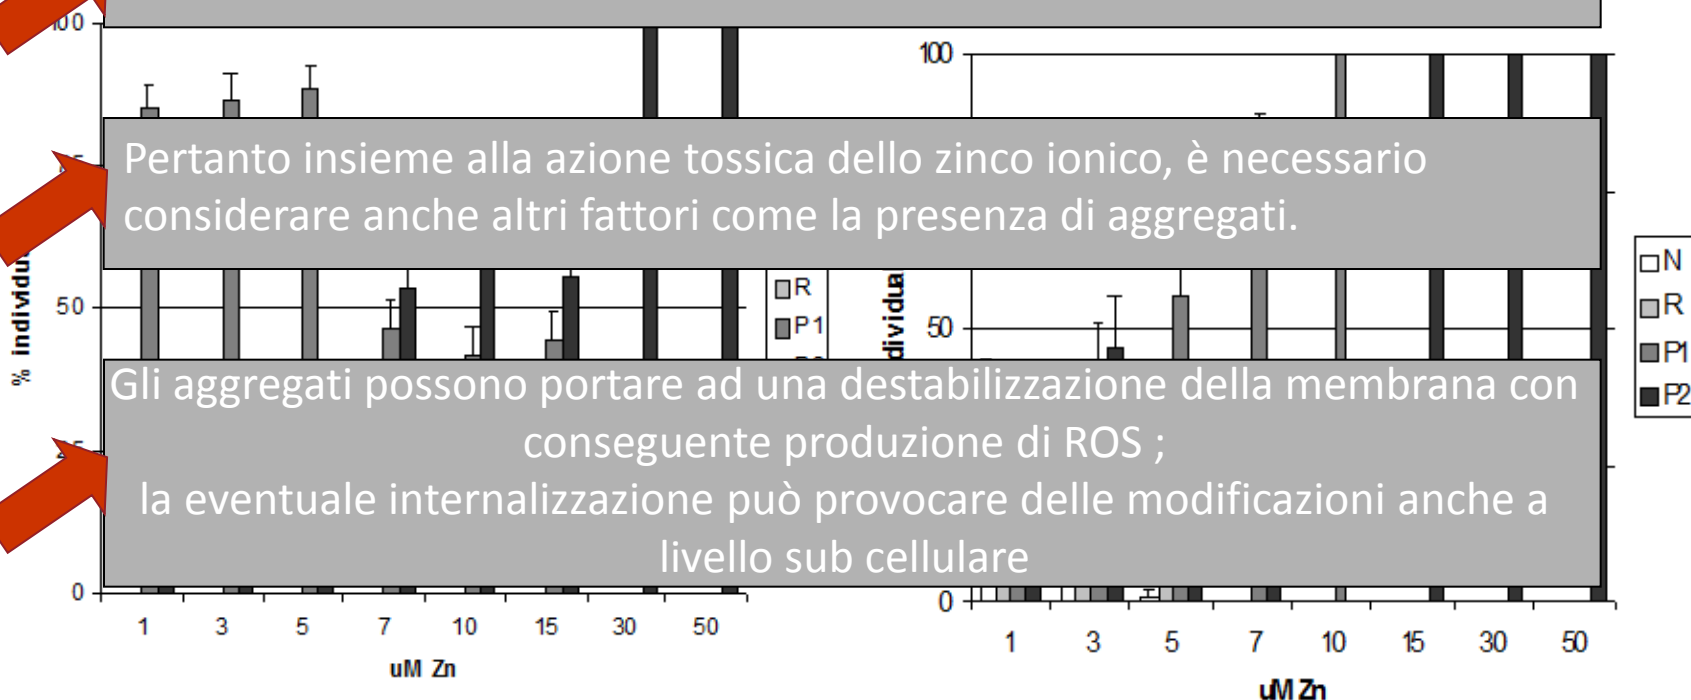 100
Pertanto insieme alla azione tossica dello zinco ionico, è necessario
considerare anche altri fattori come la presenza di aggregati.
Gli aggregati possono portare ad una destabilizzazione della membrana con
conseguente produzione di ROS ;
la eventuale internalizzazione può provocare delle modificazioni anche a
livello sub cellulare
50
0
1 3 5 7 10 15 30 50
uM Zn
R
P1
100
50
0
1 3 5 7 10 15 30 50
uM Zn
N
R
P1
P2